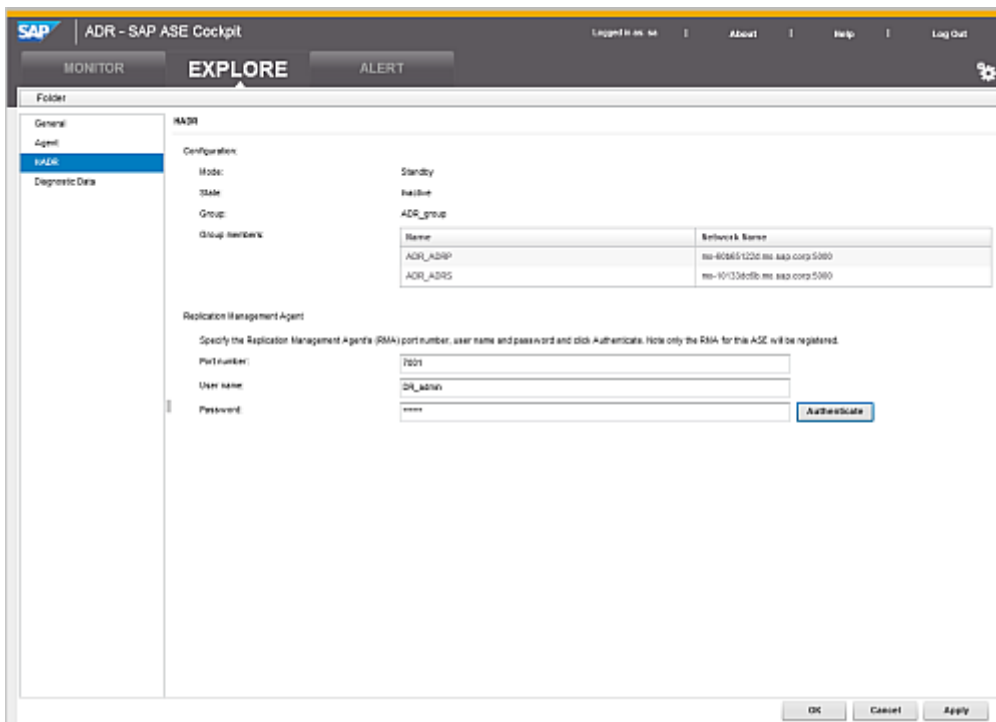 SAP ADR - SAP ASE Cockpit Logged in as: sa | About | Help | Log Out
MONITOR EXPLORE ALERT
Folder
General
Agent
HADR
Diagnostic Data
HADR
Configuration:
Mode: Standby
State: Inactive
Group: ADR_group
Group members:
Name Network Name
ADR_ADRP
ADR_ADRS
Replication Management Agent
Specify the Replication Management Agent's (RMA) port number, user name and password and click Authenticate. Note only the RMA for this ASE will be registered.
Port number: 7001
User name: DR_admin
Password: *****
Authenticate
OK Cancel Apply